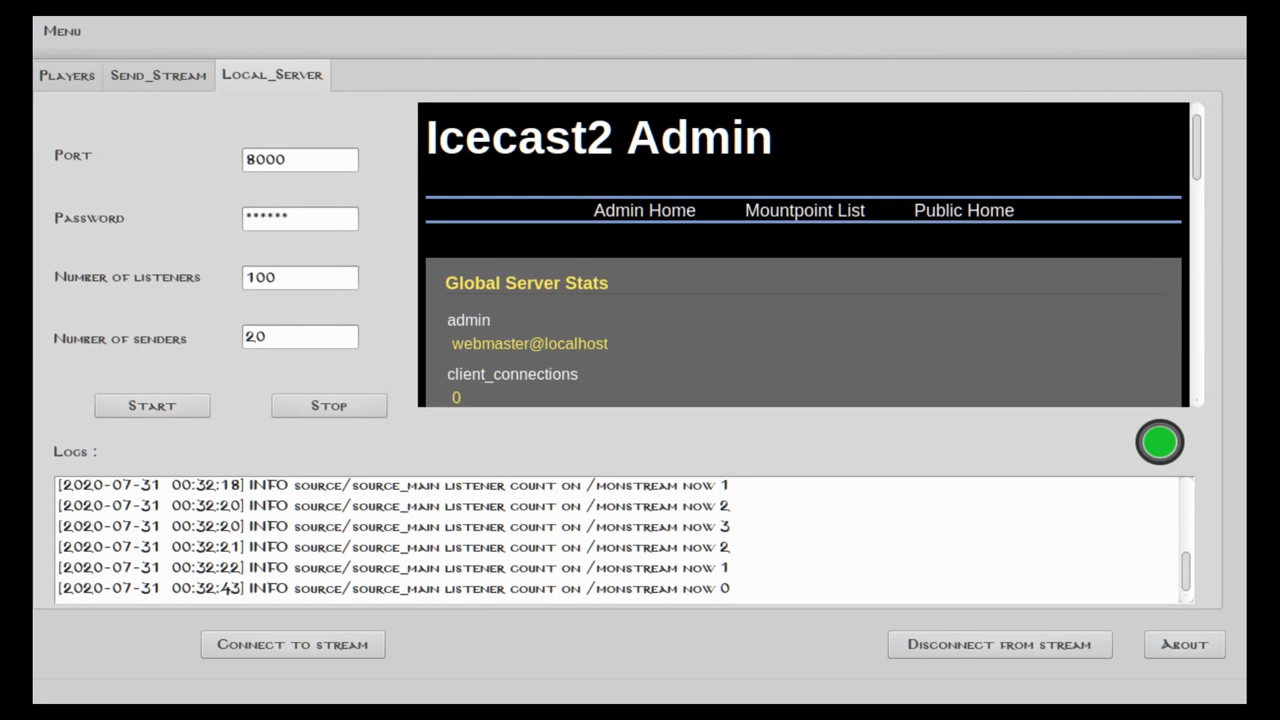 Menu
Players Send_Stream Local_Server
Port 8000
Password ******
Number of listeners 100
Number of senders 20
Start Stop
Icecast2 Admin
Admin Home Mountpoint List Public Home
Global Server Stats
admin
webmaster@localhost
client_connections
0
Logs :
[2020-07-31 00:32:18] INFO source/source_main listener count on /monstream now 1
[2020-07-31 00:32:20] INFO source/source_main listener count on /monstream now 2
[2020-07-31 00:32:20] INFO source/source_main listener count on /monstream now 3
[2020-07-31 00:32:21] INFO source/source_main listener count on /monstream now 2
[2020-07-31 00:32:22] INFO source/source_main listener count on /monstream now 1
[2020-07-31 00:32:43] INFO source/source_main listener count on /monstream now 0
Connect to stream Disconnect from stream About